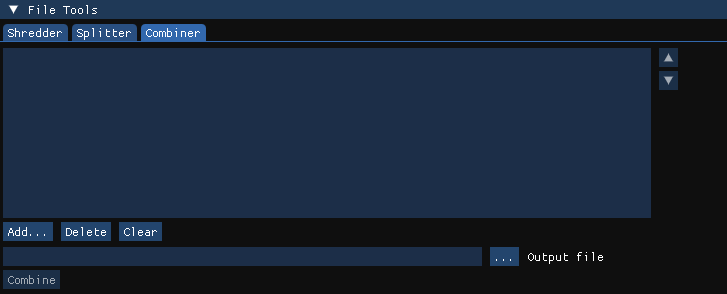 ▼ File Tools
Shredder Splitter Combiner
▲
▼
Add... Delete Clear
... Output file
Combine